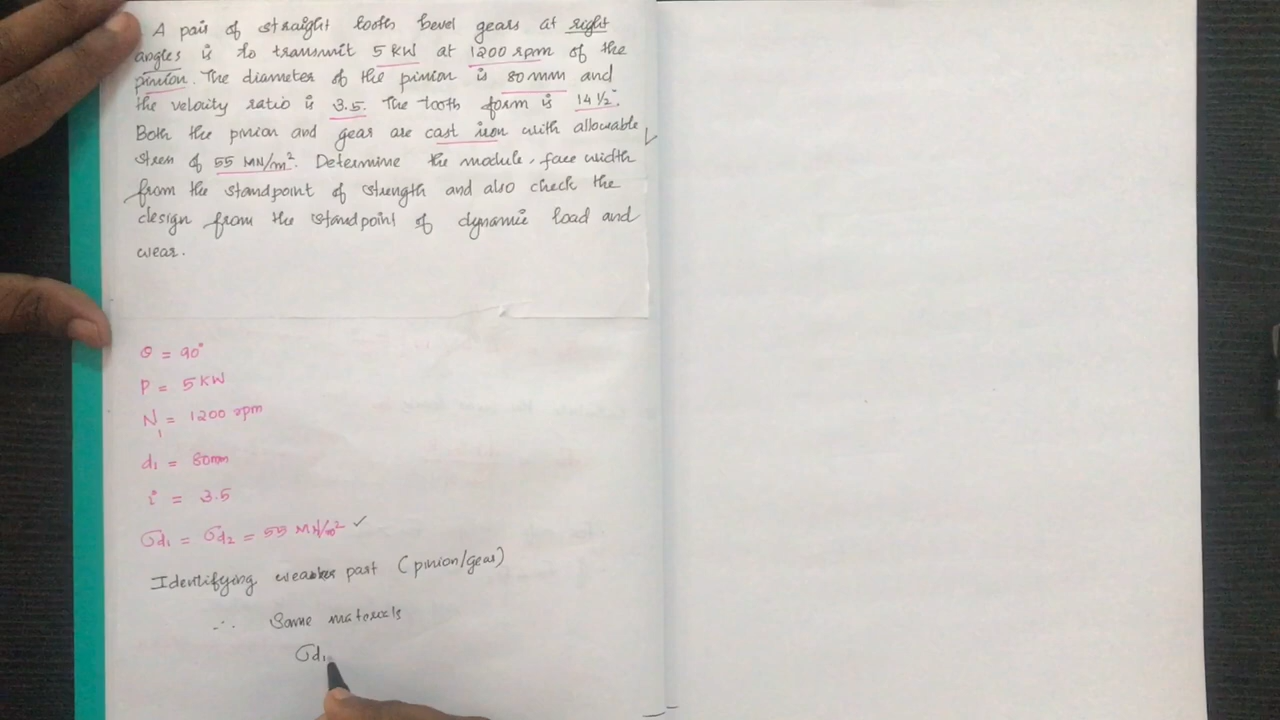 A pair of straight tooth bevel gears at right
angles is to transmit 5 KW at 1200 rpm of the
pinion. The diameter of the pinion is 80 mm and
the velocity ratio is 3.5. The tooth form is 14 ½°.
Both the pinion and gear are cast iron with allowable
stress of 55 MN/m². Determine the module, face width
from the standpoint of strength and also check the
design from the standpoint of dynamic load and
wear.
θ = 90°
P = 5 KW
N₁ = 1200 rpm
d₁ = 80mm
i = 3.5
σd₁ = σd₂ = 55 MN/m² ✓
Identifying weaker part (pinion/gear)
∴ Same materials
σd₁